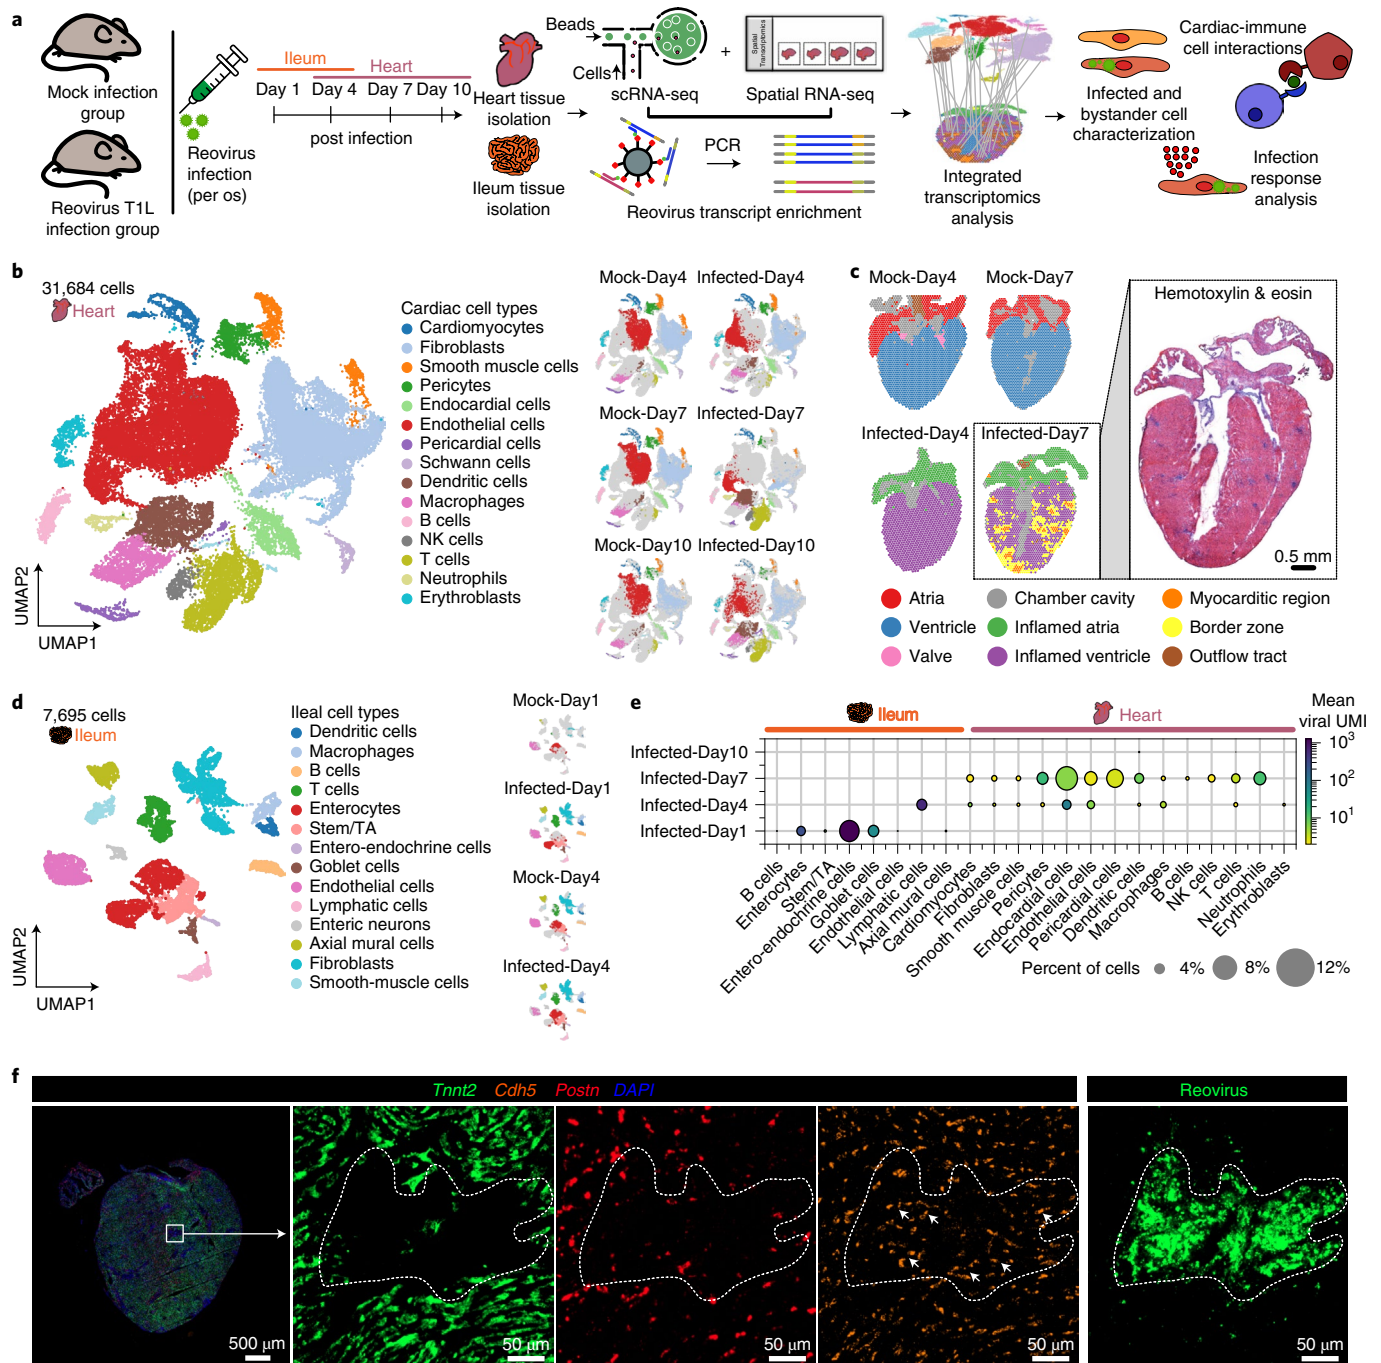 a
Mock infection
group
Reovirus T1L
infection group
Reovirus
infection
(per os)
Ileum
Heart
Day 1
Day 4
Day 7
Day 10
post infection
Heart tissue
isolation
Ileum tissue
isolation
Beads
Cells
scRNA-seq
+
Spatial
Transcriptomics
Spatial RNA-seq
PCR
Reovirus transcript enrichment
Integrated
transcriptomics
analysis
Cardiac-immune
cell interactions
Infected and
bystander cell
characterization
Infection
response
analysis
b
31,684 cells
Heart
UMAP2
UMAP1
Cardiac cell types
Cardiomyocytes
Fibroblasts
Smooth muscle cells
Pericytes
Endocardial cells
Endothelial cells
Pericardial cells
Schwann cells
Dendritic cells
Macrophages
B cells
NK cells
T cells
Neutrophils
Erythroblasts
Mock-Day4
Infected-Day4
Mock-Day7
Infected-Day7
Mock-Day10
Infected-Day10
c
Mock-Day4
Mock-Day7
Infected-Day4
Infected-Day7
Hemotoxylin & eosin
0.5 mm
Atria
Ventricle
Valve
Chamber cavity
Inflamed atria
Inflamed ventricle
Myocarditic region
Border zone
Outflow tract
d
7,695 cells
Ileum
UMAP2
UMAP1
Ileal cell types
Dendritic cells
Macrophages
B cells
T cells
Enterocytes
Stem/TA
Entero-endocrine cells
Goblet cells
Endothelial cells
Lymphatic cells
Enteric neurons
Axial mural cells
Fibroblasts
Smooth-muscle cells
Mock-Day1
Infected-Day1
Mock-Day4
Infected-Day4
e
Ileum
Heart
Mean
viral UMI
10³
10²
10¹
Infected-Day10
Infected-Day7
Infected-Day4
Infected-Day1
B cells
Enterocytes
Stem/TA
Entero-endocrine cells
Goblet cells
Endothelial cells
Lymphatic cells
Axial mural cells
Cardiomyocytes
Fibroblasts
Smooth muscle cells
Pericytes
Endocardial cells
Endothelial cells
Pericardial cells
Dendritic cells
Macrophages
B cells
NK cells
T cells
Neutrophils
Erythroblasts
Percent of cells
4%
8%
12%
f
Tnnt2 Cdh5 Postn DAPI
Reovirus
500 µm
50 µm
50 µm
50 µm
50 µm